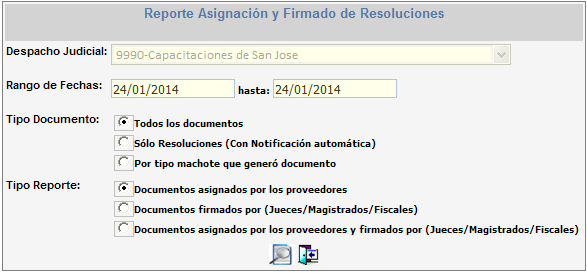 Reporte Asignación y Firmado de Resoluciones
Despacho Judicial: 9990-Capacitaciones de San Jose
Rango de Fechas: 24/01/2014 hasta: 24/01/2014
Tipo Documento: Todos los documentos
Sólo Resoluciones (Con Notificación automática)
Por tipo machote que generó documento
Tipo Reporte: Documentos asignados por los proveedores
Documentos firmados por (Jueces/Magistrados/Fiscales)
Documentos asignados por los proveedores y firmados por (Jueces/Magistrados/Fiscales)